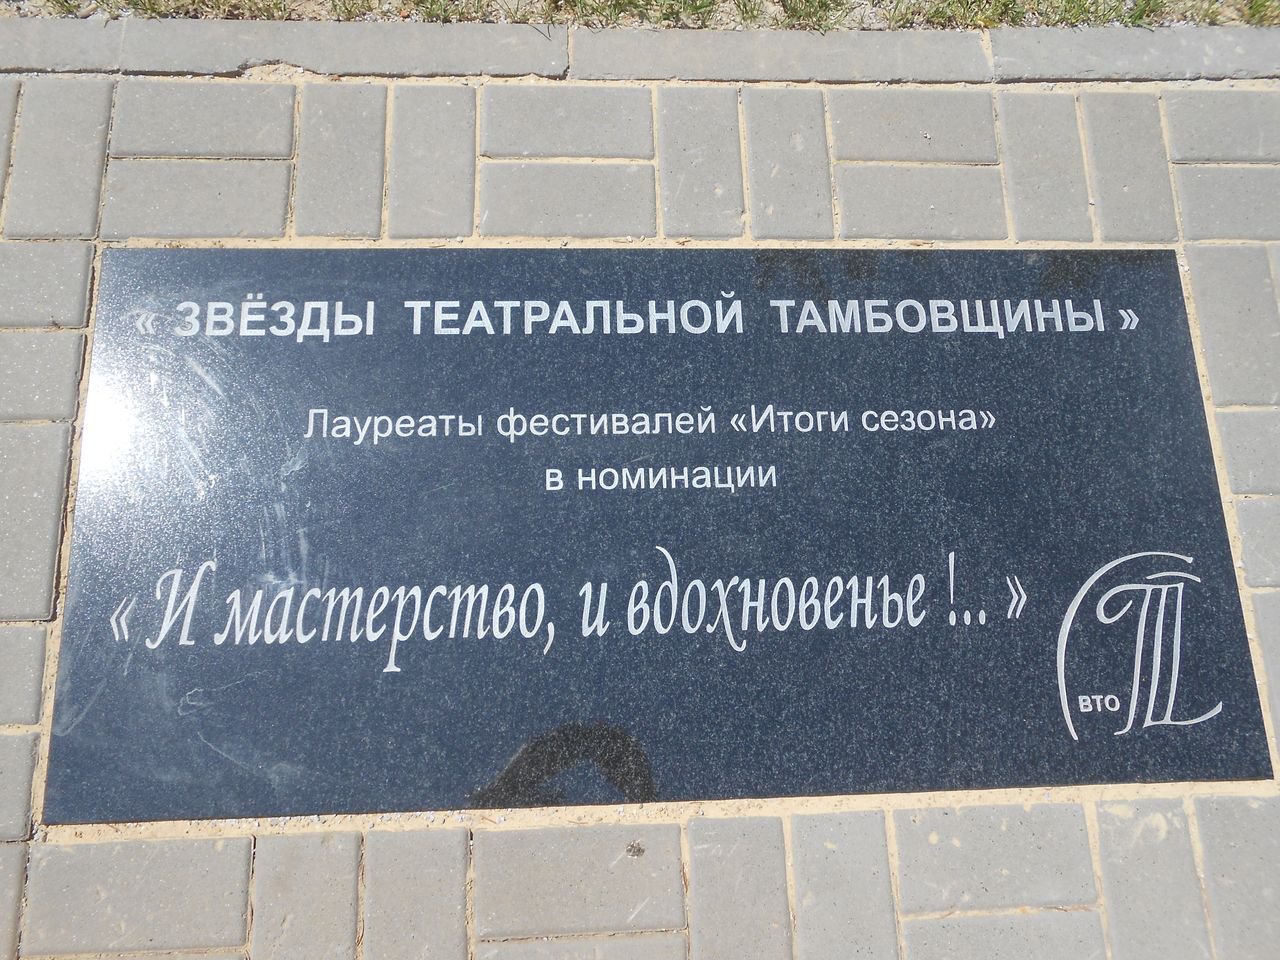 « ЗВЁЗДЫ ТЕАТРАЛЬНОЙ ТАМБОВЩИНЫ »
Лауреаты фестивалей «Итоги сезона»
в номинации
« И мастерство, и вдохновенье !... »
ВТО